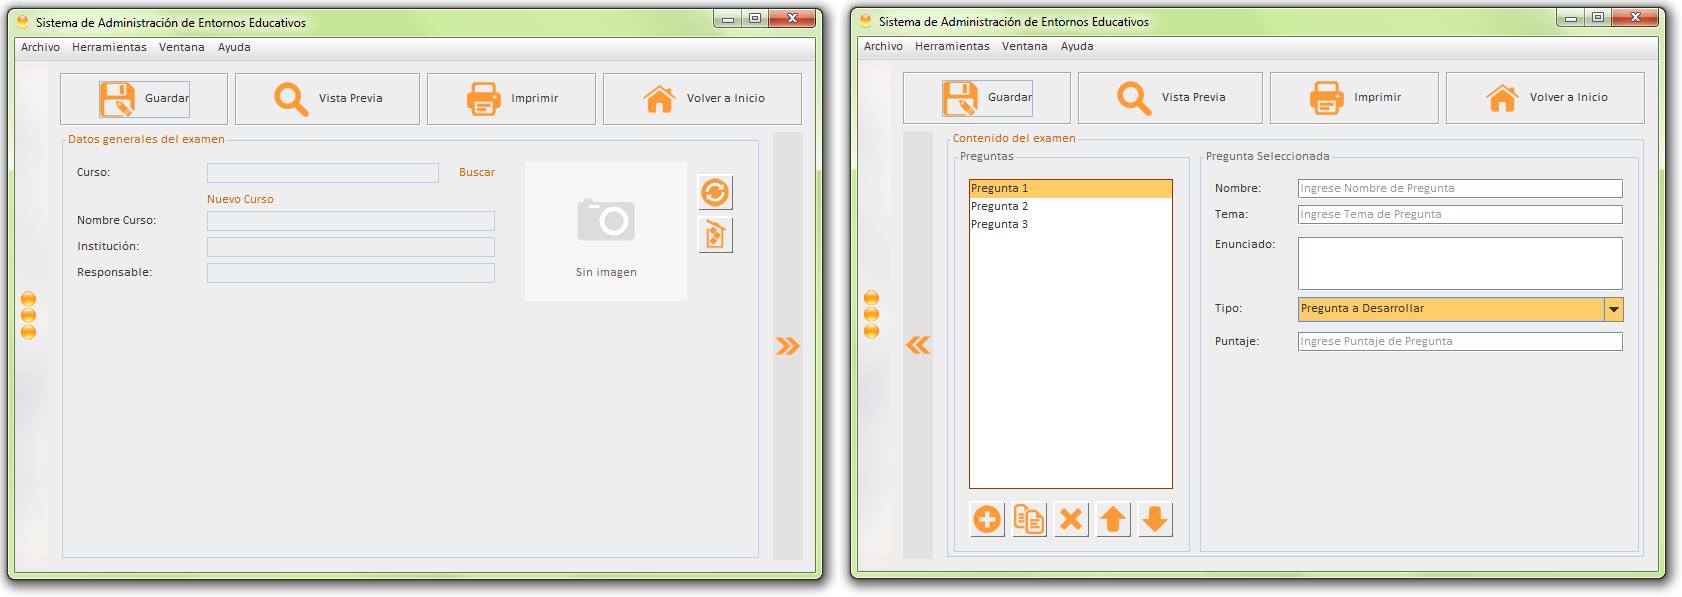 Sistema de Administración de Entornos Educativos
Archivo Herramientas Ventana Ayuda
Guardar Vista Previa Imprimir Volver a Inicio
Datos generales del examen
Curso: Buscar
Nuevo Curso
Nombre Curso:
Institución:
Responsable:
Sin imagen
Sistema de Administración de Entornos Educativos
Archivo Herramientas Ventana Ayuda
Guardar Vista Previa Imprimir Volver a Inicio
Contenido del examen
Preguntas
Pregunta 1
Pregunta 2
Pregunta 3
Pregunta Seleccionada
Nombre: Ingrese Nombre de Pregunta
Tema: Ingrese Tema de Pregunta
Enunciado:
Tipo: Pregunta a Desarrollar
Puntaje: Ingrese Puntaje de Pregunta